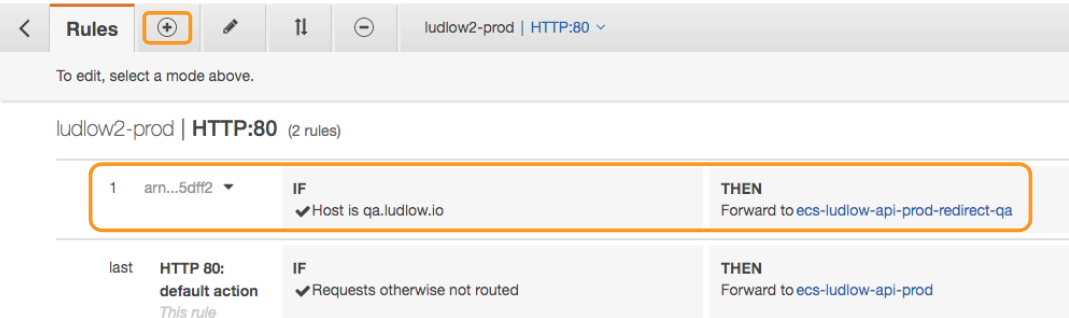 Rules
ludlow2-prod | HTTP:80
To edit, select a mode above.
ludlow2-prod | HTTP:80 (2 rules)
1 arn...5dff2 IF THEN
Host is qa.ludlow.io Forward to ecs-ludlow-api-prod-redirect-qa
last HTTP 80: IF THEN
default action Requests otherwise not routed Forward to ecs-ludlow-api-prod
This rule